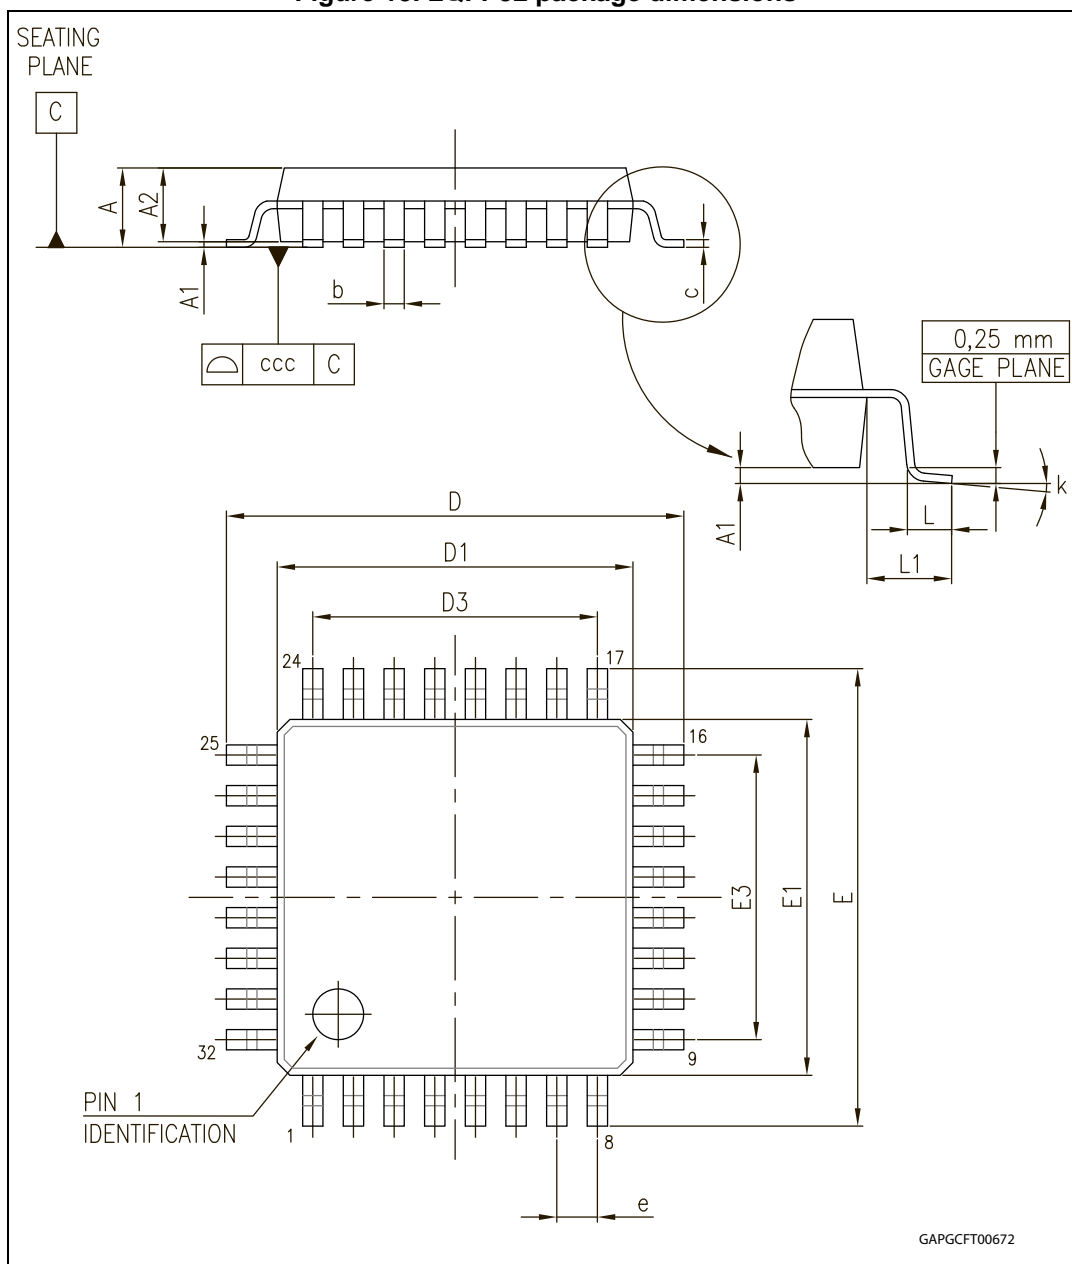 SEATING
PLANE
C
A
A2
A1
b
c
ccc
C
0,25 mm
GAGE PLANE
A1
k
L
L1
D
D1
D3
24
17
25
16
E3
E1
E
32
9
PIN 1
IDENTIFICATION
1
8
e
GAPGCFT00672